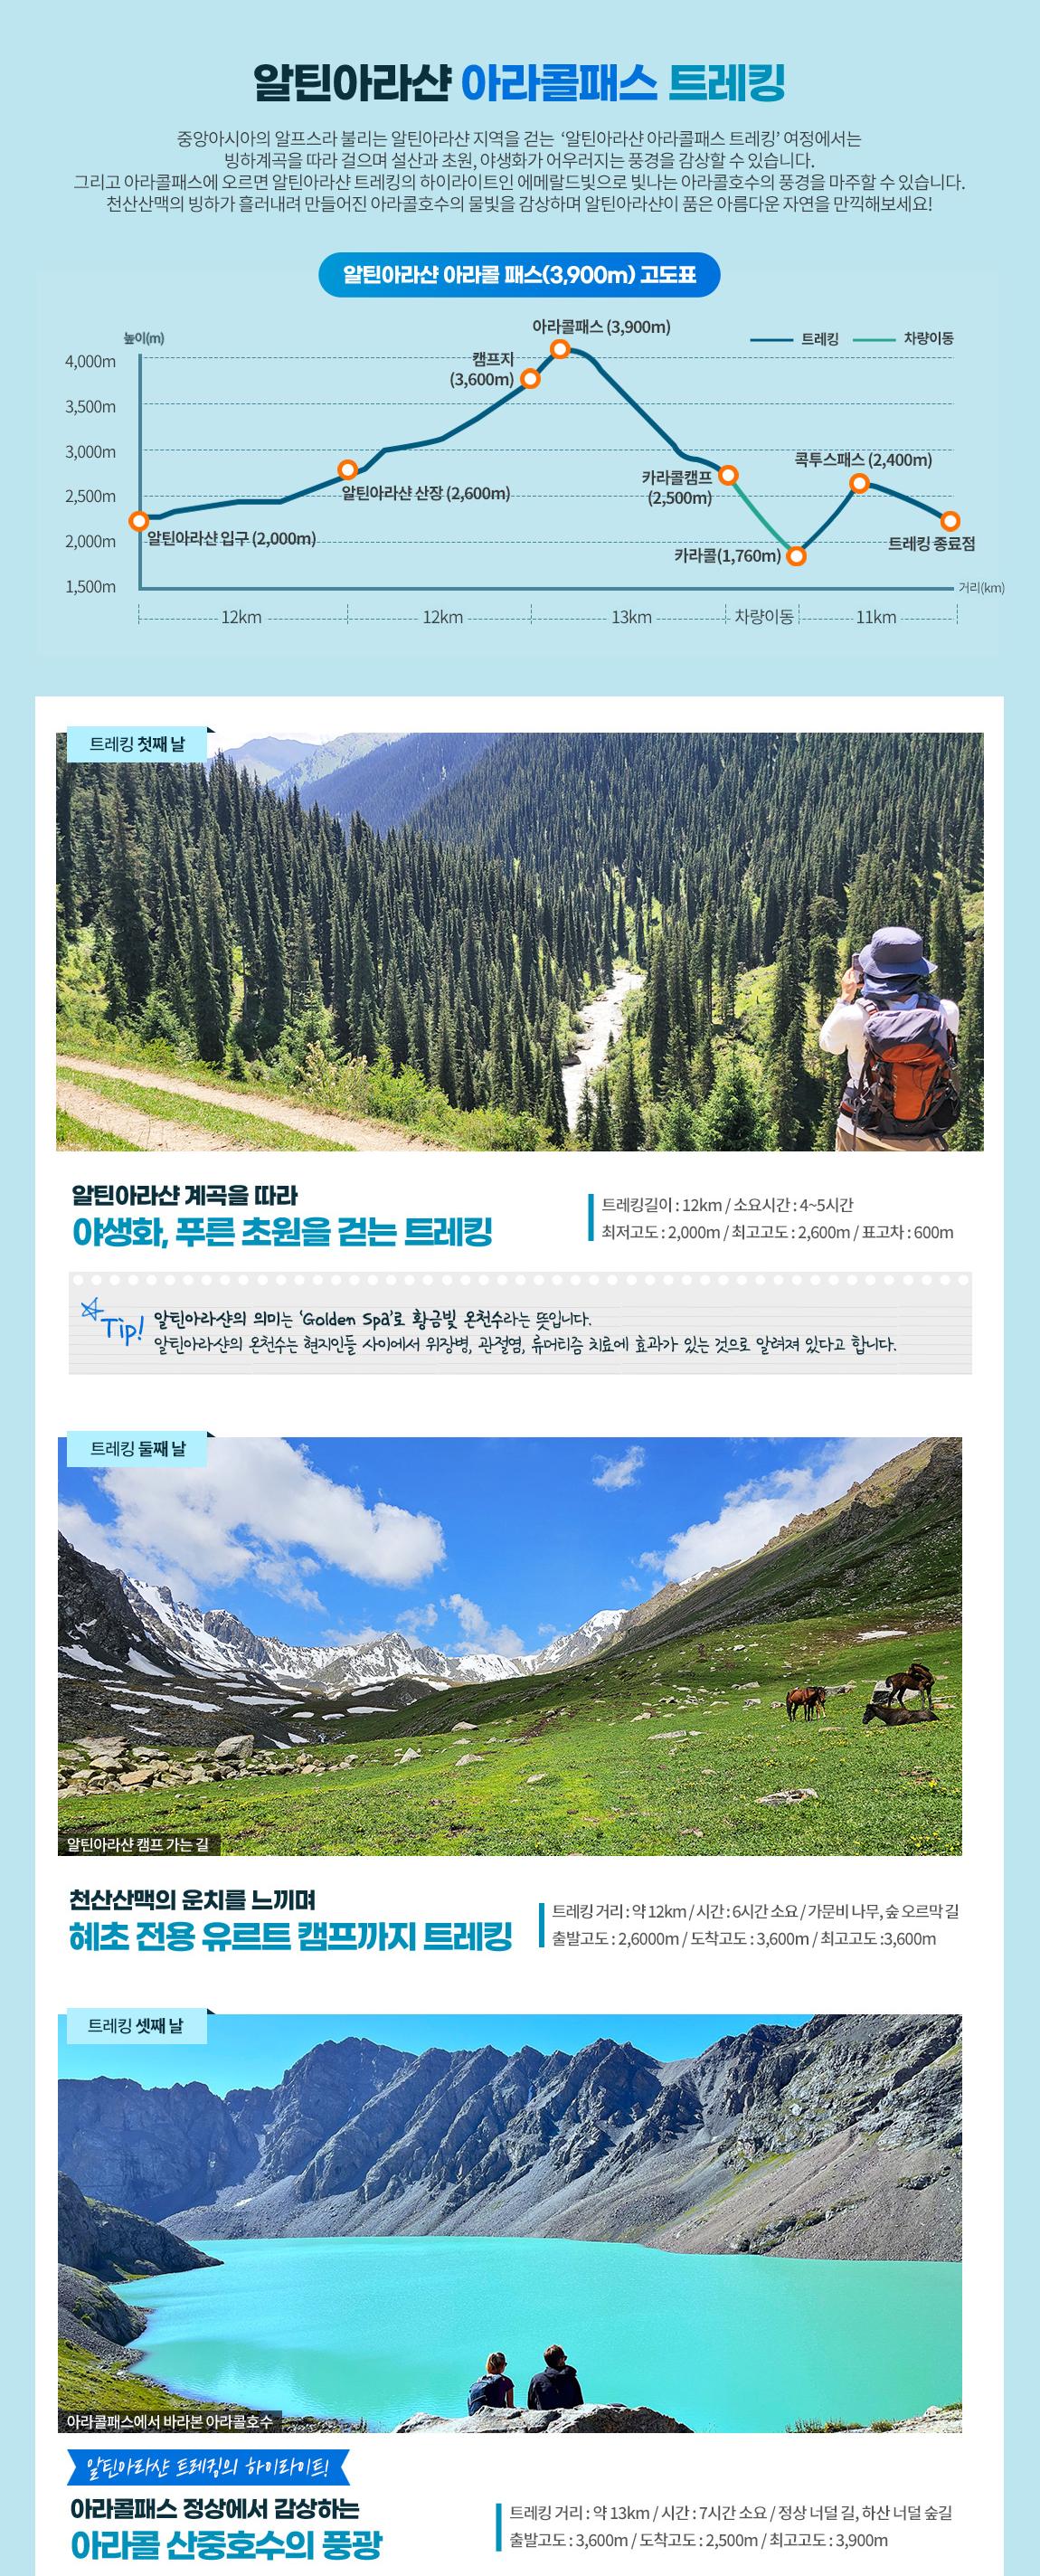 알틴아라샨 아라콜패스 트레킹
중앙아시아의 알프스라 불리는 알틴아라샨 지역을 걷는 ‘알틴아라샨 아라콜패스 트레킹’ 여정에서는
빙하계곡을 따라 걸으며 설산과 초원, 야생화가 어우러지는 풍경을 감상할 수 있습니다.
그리고 아라콜패스에 오르면 알틴아라샨 트레킹의 하이라이트인 에메랄드빛으로 빛나는 아라콜호수의 풍경을 마주할 수 있습니다.
천산산맥의 빙하가 흘러내려 만들어진 아라콜호수의 물빛을 감상하며 알틴아라샨이 품은 아름다운 자연을 만끽해보세요!
알틴아라샨 아라콜 패스(3,900m) 고도표
높이(m)
트레킹
차량이동
4,000m
3,500m
3,000m
2,500m
2,000m
1,500m
알틴아라샨 입구 (2,000m)
알틴아라샨 산장 (2,600m)
캠프지
(3,600m)
아라콜패스 (3,900m)
카라콜캠프
(2,500m)
카라콜(1,760m)
콕투스패스 (2,400m)
트레킹 종료점
거리(km)
12km
12km
13km
차량이동
11km
트레킹 첫째 날
알틴아라샨 계곡을 따라
야생화, 푸른 초원을 걷는 트레킹
트레킹길이 : 12km / 소요시간 : 4~5시간
최저고도 : 2,000m / 최고고도 : 2,600m / 표고차 : 600m
Tip!
알틴아라샨의 의미는 ‘Golden Spa’로 황금빛 온천수라는 뜻입니다.
알틴아라샨의 온천수는 현지인들 사이에서 위장병, 관절염, 류머티즘 치료에 효과가 있는 것으로 알려져 있다고 합니다.
트레킹 둘째 날
알틴아라샨 캠프 가는 길
천산산맥의 운치를 느끼며
혜초 전용 유르트 캠프까지 트레킹
트레킹 거리 : 약 12km / 시간 : 6시간 소요 / 가문비 나무, 숲 오르막 길
출발고도 : 2,6000m / 도착고도 : 3,600m / 최고고도 :3,600m
트레킹 셋째 날
아라콜패스에서 바라본 아라콜호수
알틴아라샨 트레킹의 하이라이트!
아라콜패스 정상에서 감상하는
아라콜 산중호수의 풍광
트레킹 거리 : 약 13km / 시간 : 7시간 소요 / 정상 너덜 길, 하산 너덜 숲길
출발고도 : 3,600m / 도착고도 : 2,500m / 최고고도 : 3,900m